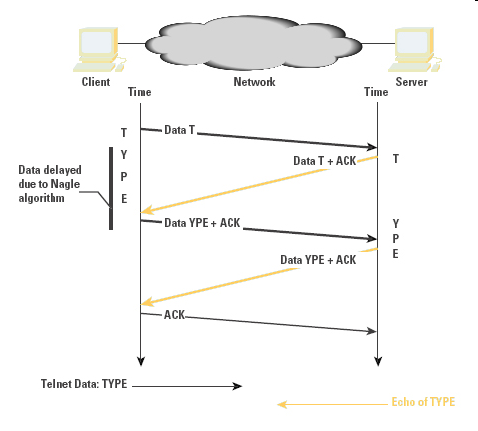 Client
Network
Server
Time
Time
T
Data T
Data T + ACK
T
Y
P
E
Data delayed
due to Nagle
algorithm
Data YPE + ACK
Y
P
E
Data YPE + ACK
ACK
Telnet Data: TYPE
Echo of TYPE